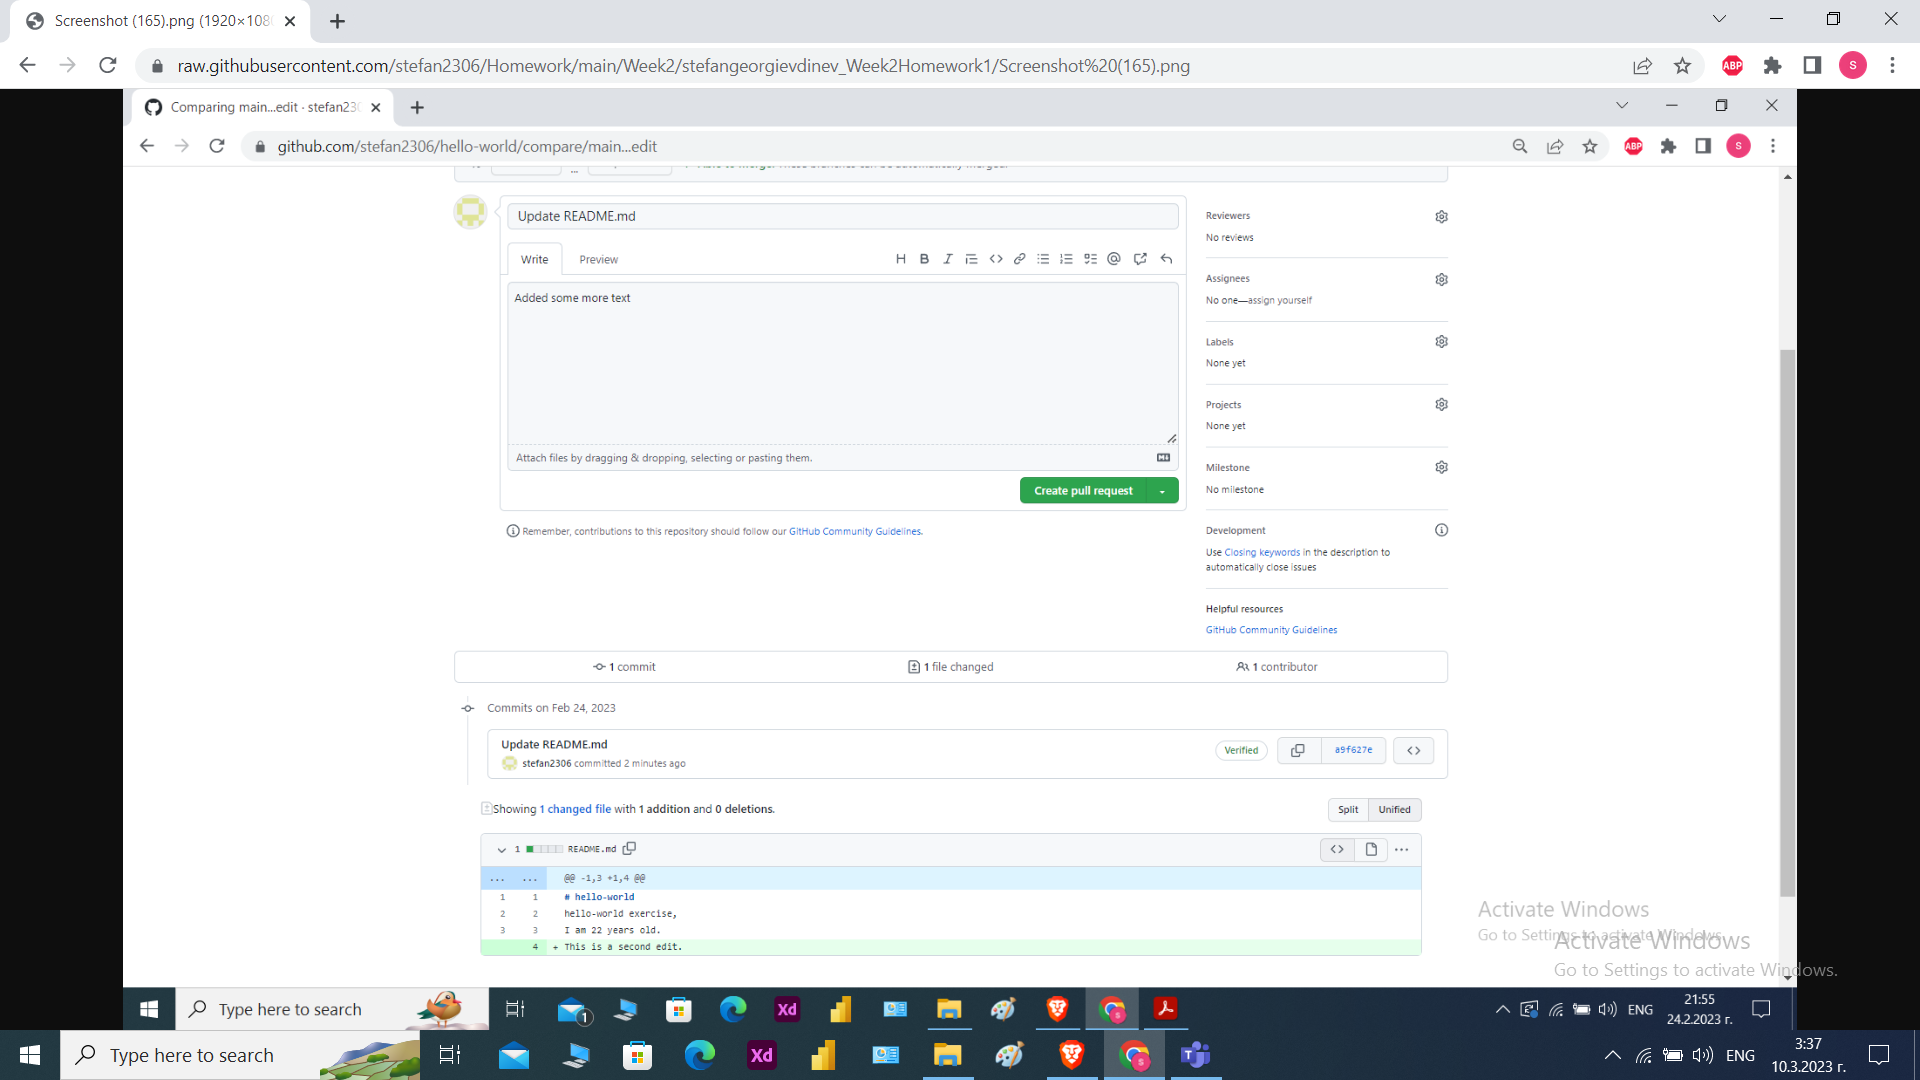 Screenshot (165).png (1920×108
raw.githubusercontent.com/stefan2306/Homework/main/Week2/stefangeorgievdinev_Week2Homework1/Screenshot%20(165).png
ABP
S
Comparing main...edit · stefan23
github.com/stefan2306/hello-world/compare/main...edit
ABP
S
Update README.md
Write
Preview
Added some more text
Attach files by dragging & dropping, selecting or pasting them.
Create pull request
Remember, contributions to this repository should follow our GitHub Community Guidelines.
Reviewers
No reviews
Assignees
No one—assign yourself
Labels
None yet
Projects
None yet
Milestone
No milestone
Development
Use Closing keywords in the description to
automatically close issues
Helpful resources
GitHub Community Guidelines
1 commit
1 file changed
1 contributor
Commits on Feb 24, 2023
Update README.md
stefan2306 committed 2 minutes ago
Verified
a9f627e
Showing 1 changed file with 1 addition and 0 deletions.
Split
Unified
1 README.md
... ... @@ -1,3 +1,4 @@
1 1 # hello-world
2 2 hello-world exercise,
3 3 I am 22 years old.
4 + This is a second edit.
Activate Windows
Go to Settings to activate Windows.
Activate Windows
Go to Settings to activate Windows.
Type here to search
1
Xd
ENG
21:55
24.2.2023 г.
Type here to search
Xd
ENG
3:37
10.3.2023 г.